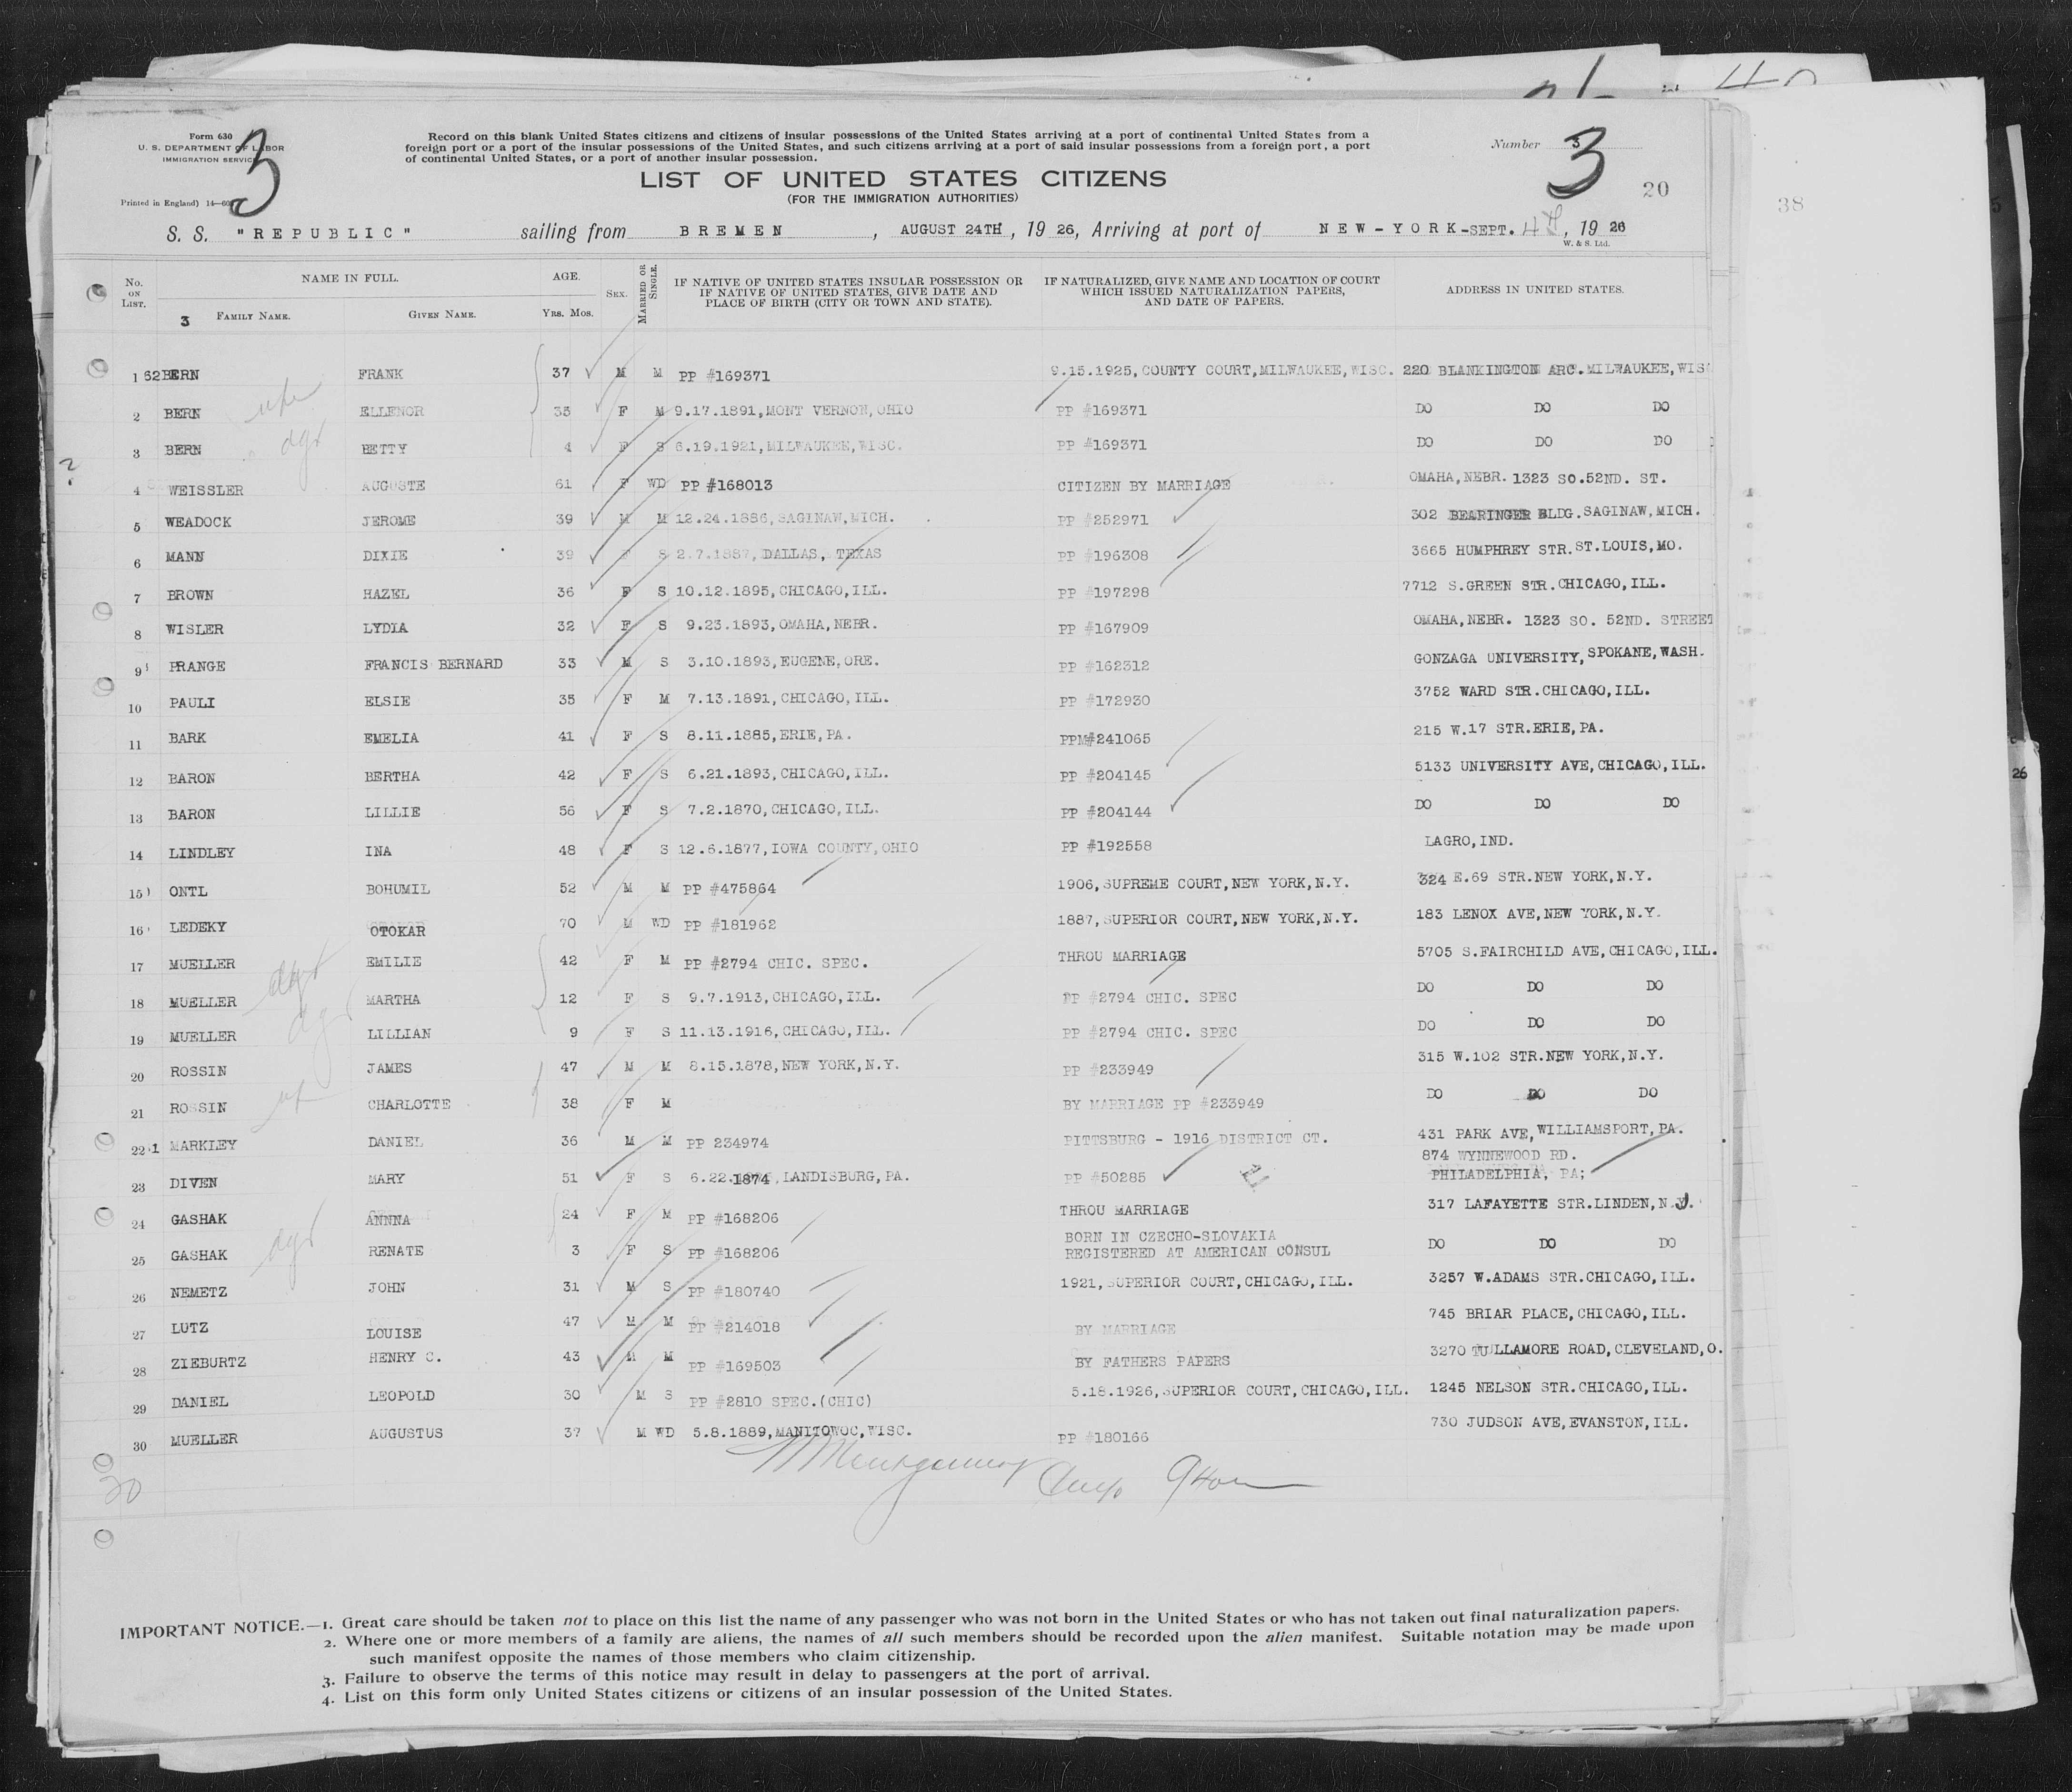 Form 630
U. S. DEPARTMENT OF LABOR
IMMIGRATION SERVICE
Printed in England) 14—
3
Record on this blank United States citizens and citizens of insular possessions of the United States arriving at a port of continental United States from a
foreign port or a port of the insular possessions of the United States, and such citizens arriving at a port of said insular possessions from a foreign port, a port
of continental United States, or a port of another insular possession.
Number 3
3
20
38
LIST OF UNITED STATES CITIZENS
(FOR THE IMMIGRATION AUTHORITIES)
S. S. "REPUBLIC" sailing from BREMEN, AUGUST 24TH, 1926, Arriving at port of NEW-YORK-SEPT. 4th, 1926
W. & S. Ltd.
No. ON LIST. NAME IN FULL. AGE. SEX. MARRIED OR SINGLE. IF NATIVE OF UNITED STATES INSULAR POSSESSION OR IF NATIVE OF UNITED STATES, GIVE DATE AND PLACE OF BIRTH (CITY OR TOWN AND STATE). IF NATURALIZED, GIVE NAME AND LOCATION OF COURT WHICH ISSUED NATURALIZATION PAPERS, AND DATE OF PAPERS. ADDRESS IN UNITED STATES.
3 FAMILY NAME. GIVEN NAME. YRS. MOS.
1 62 BERN FRANK 37 M M PP #169371 9.15.1925, COUNTY COURT, MILWAUKEE, WISC. 220 BLANKINGTON ARC. MILWAUKEE, WIS
2 BERN ELLENOR 35 F M 9.17.1891, MONT VERNON, OHIO PP #169371 DO DO DO
3 BERN dgt BETTY 4 F S 6.19.1921, MILWAUKEE, WISC. PP #169371 DO DO DO
?
4 WEISSLER AUGUSTE 61 F WD PP #168013 CITIZEN BY MARRIAGE OMAHA, NEBR. 1323 SO.52ND. ST.
5 WEADOCK JEROME 39 M M 12.24.1886, SAGINAW, MICH. PP #252971 302 BEARINGER BLDG. SAGINAW, MICH.
6 MANN DIXIE 39 F S 2.7.1887, DALLAS, TEXAS PP #196308 3665 HUMPHREY STR. ST. LOUIS, MO.
7 BROWN HAZEL 36 F S 10.12.1895, CHICAGO, ILL. PP #197298 7712 S. GREEN STR. CHICAGO, ILL.
8 WISLER LYDIA 32 F S 9.23.1893, OMAHA, NEBR. PP #167909 OMAHA, NEBR. 1323 SO. 52ND. STREET
9 PRANGE FRANCIS BERNARD 33 M S 3.10.1893, EUGENE, ORE. PP #162312 GONZAGA UNIVERSITY, SPOKANE, WASH.
10 PAULI ELSIE 35 F M 7.13.1891, CHICAGO, ILL. PP #172930 3752 WARD STR. CHICAGO, ILL.
11 BARK EMELIA 41 F S 8.11.1885, ERIE, PA. PPM#241065 215 W.17 STR. ERIE, PA.
12 BARON BERTHA 42 F S 6.21.1893, CHICAGO, ILL. PP #204145 5133 UNIVERSITY AVE, CHICAGO, ILL.
13 BARON LILLIE 56 F S 7.2.1870, CHICAGO, ILL. PP #204144 DO DO DO
14 LINDLEY INA 48 F S 12.6.1877, IOWA COUNTY, OHIO PP #192558 LAGRO, IND.
15 ONTL BOHUMIL 52 M M PP #475864 1906, SUPREME COURT, NEW YORK, N.Y. 324 E.69 STR. NEW YORK, N.Y.
16 LEDEKY OTOKAR 70 M WD PP #181962 1887, SUPERIOR COURT, NEW YORK, N.Y. 183 LENOX AVE, NEW YORK, N.Y.
17 MUELLER EMILIE 42 F M PP #2794 CHIC. SPEC. THROU MARRIAGE 5705 S. FAIRCHILD AVE, CHICAGO, ILL.
18 MUELLER dgt MARTHA 12 F S 9.7.1913, CHICAGO, ILL. PP #2794 CHIC. SPEC DO DO DO
19 MUELLER dgt LILLIAN 9 F S 11.13.1916, CHICAGO, ILL. PP #2794 CHIC. SPEC DO DO DO
20 ROSSIN JAMES 47 M M 8.15.1878, NEW YORK, N.Y. PP #233949 315 W.102 STR. NEW YORK, N.Y.
21 ROSSIN CHARLOTTE 38 F M BY MARRIAGE PP #233949 DO DO DO
22 1 MARKLEY DANIEL 36 M M PP 234974 PITTSBURG - 1916 DISTRICT CT. 431 PARK AVE, WILLIAMSPORT, PA.
23 DIVEN MARY 51 F S 6.22.1874, LANDISBURG, PA. PP #50285 874 WYNNEWOOD RD. PHILADELPHIA, PA;
24 GASHAK ANNNA 24 F M PP #168206 THROU MARRIAGE 317 LAFAYETTE STR. LINDEN, N.J.
25 GASHAK dgt RENATE 3 F S PP #168206 BORN IN CZECHO-SLOVAKIA REGISTERED AT AMERICAN CONSUL DO DO DO
26 NEMETZ JOHN 31 M S PP #180740 1921, SUPERIOR COURT, CHICAGO, ILL. 3257 W. ADAMS STR. CHICAGO, ILL.
27 LUTZ LOUISE 47 M M PP #214018 BY MARRIAGE 745 BRIAR PLACE, CHICAGO, ILL.
28 ZIEBURTZ HENRY C. 43 M M PP #169503 BY FATHERS PAPERS 3270 TULLAMORE ROAD, CLEVELAND, O.
29 DANIEL LEOPOLD 30 M S PP #2810 SPEC. (CHIC) 5.18.1926, SUPERIOR COURT, CHICAGO, ILL. 1245 NELSON STR. CHICAGO, ILL.
30 MUELLER AUGUSTUS 37 M WD 5.8.1889, MANITOWOC, WISC. PP #180166 730 JUDSON AVE, EVANSTON, ILL.
Montgomery
30
IMPORTANT NOTICE.—1. Great care should be taken not to place on this list the name of any passenger who was not born in the United States or who has not taken out final naturalization papers.
2. Where one or more members of a family are aliens, the names of all such members should be recorded upon the alien manifest. Suitable notation may be made upon
such manifest opposite the names of those members who claim citizenship.
3. Failure to observe the terms of this notice may result in delay to passengers at the port of arrival.
4. List on this form only United States citizens or citizens of an insular possession of the United States.
26